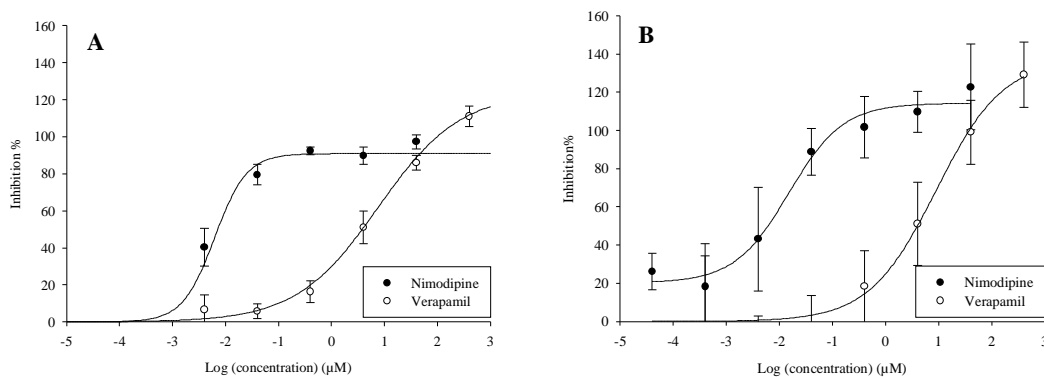 A
160
140
120
100
80
60
40
20
0
Inhibition %
-5 -4 -3 -2 -1 0 1 2 3
Log (concentration) (µM)
Nimodipine
Verapamil
B
160
140
120
100
80
60
40
20
0
Inhibition%
-5 -4 -3 -2 -1 0 1 2 3
Log (concentration) (µM)
Nimodipine
Verapamil